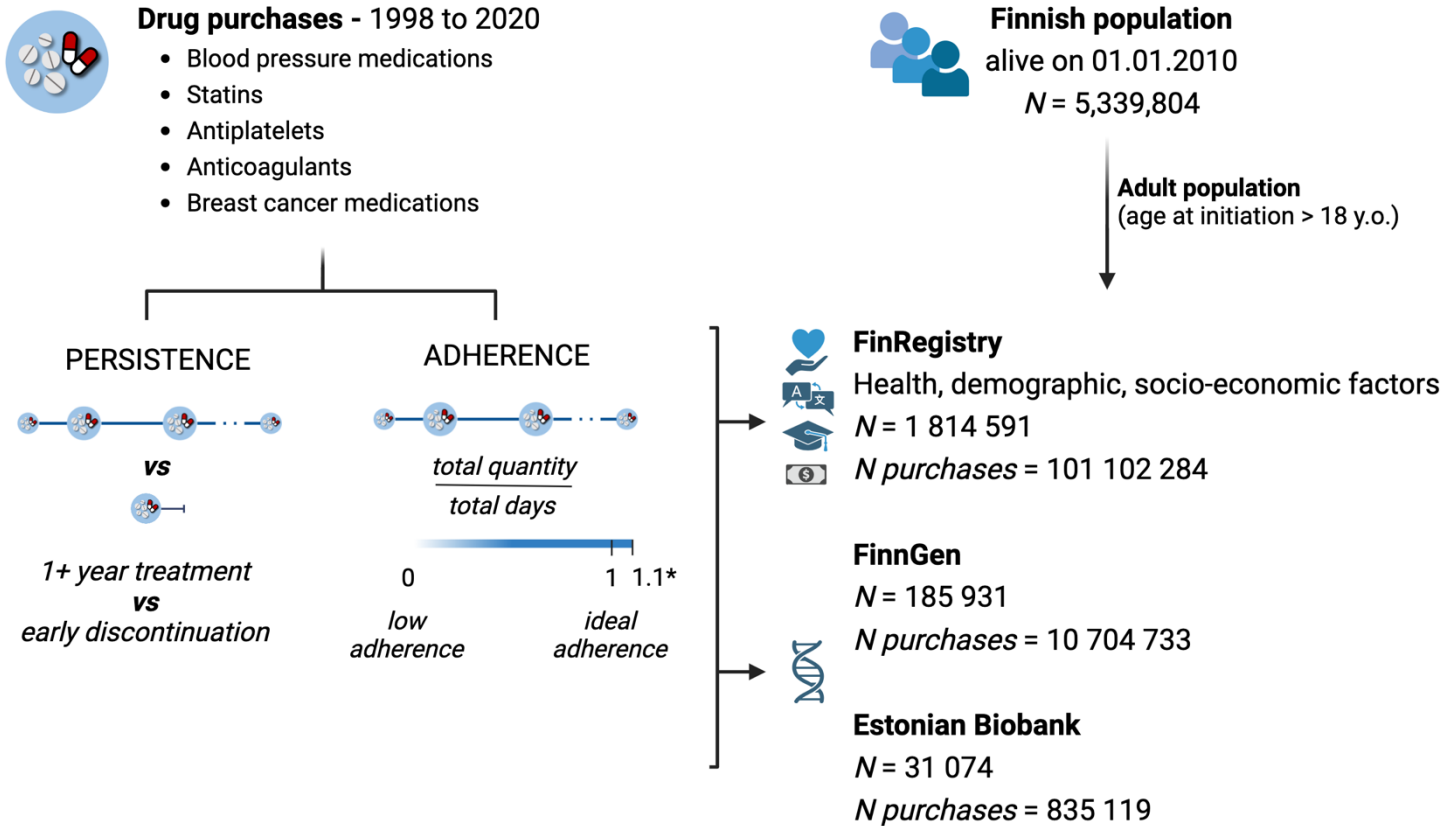 Drug purchases - 1998 to 2020
• Blood pressure medications
• Statins
• Antiplatelets
• Anticoagulants
• Breast cancer medications
Finnish population
alive on 01.01.2010
N = 5,339,804
Adult population
(age at initiation > 18 y.o.)
PERSISTENCE
vs
1+ year treatment
vs
early discontinuation
ADHERENCE
total quantity
total days
0 1 1.1*
low
adherence
ideal
adherence
FinRegistry
Health, demographic, socio-economic factors
N = 1 814 591
N purchases = 101 102 284
A 文
$
FinnGen
N = 185 931
N purchases = 10 704 733
Estonian Biobank
N = 31 074
N purchases = 835 119